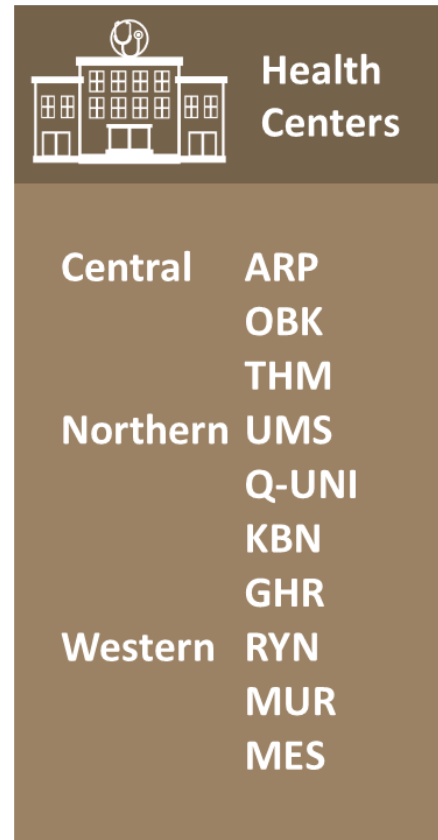 Health
Centers
Central ARP
OBK
THM
Northern UMS
Q-UNI
KBN
GHR
Western RYN
MUR
MES